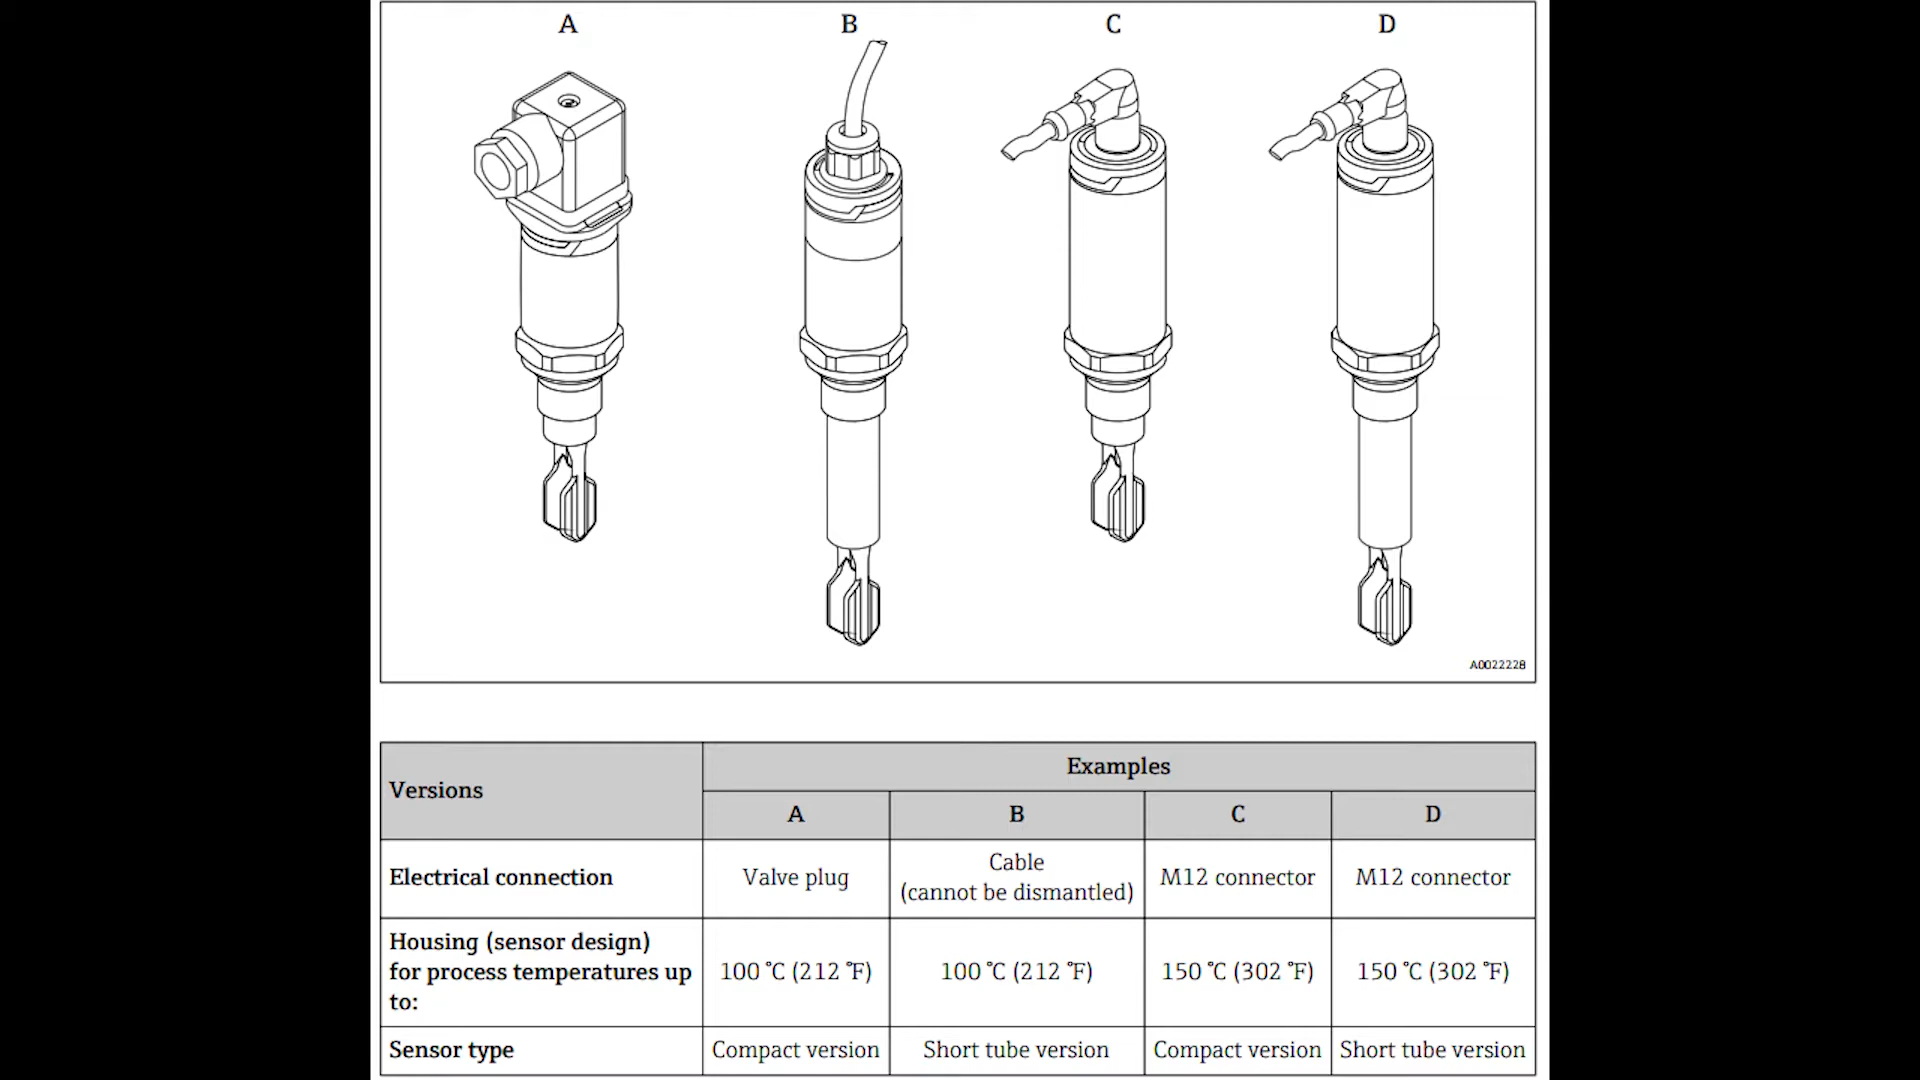 A B C D
A0022228
Versions
Examples
A B C D
Electrical connection
Valve plug
Cable
(cannot be dismantled)
M12 connector
M12 connector
Housing (sensor design)
for process temperatures up
to:
100 °C (212 °F)
100 °C (212 °F)
150 °C (302 °F)
150 °C (302 °F)
Sensor type
Compact version
Short tube version
Compact version
Short tube version